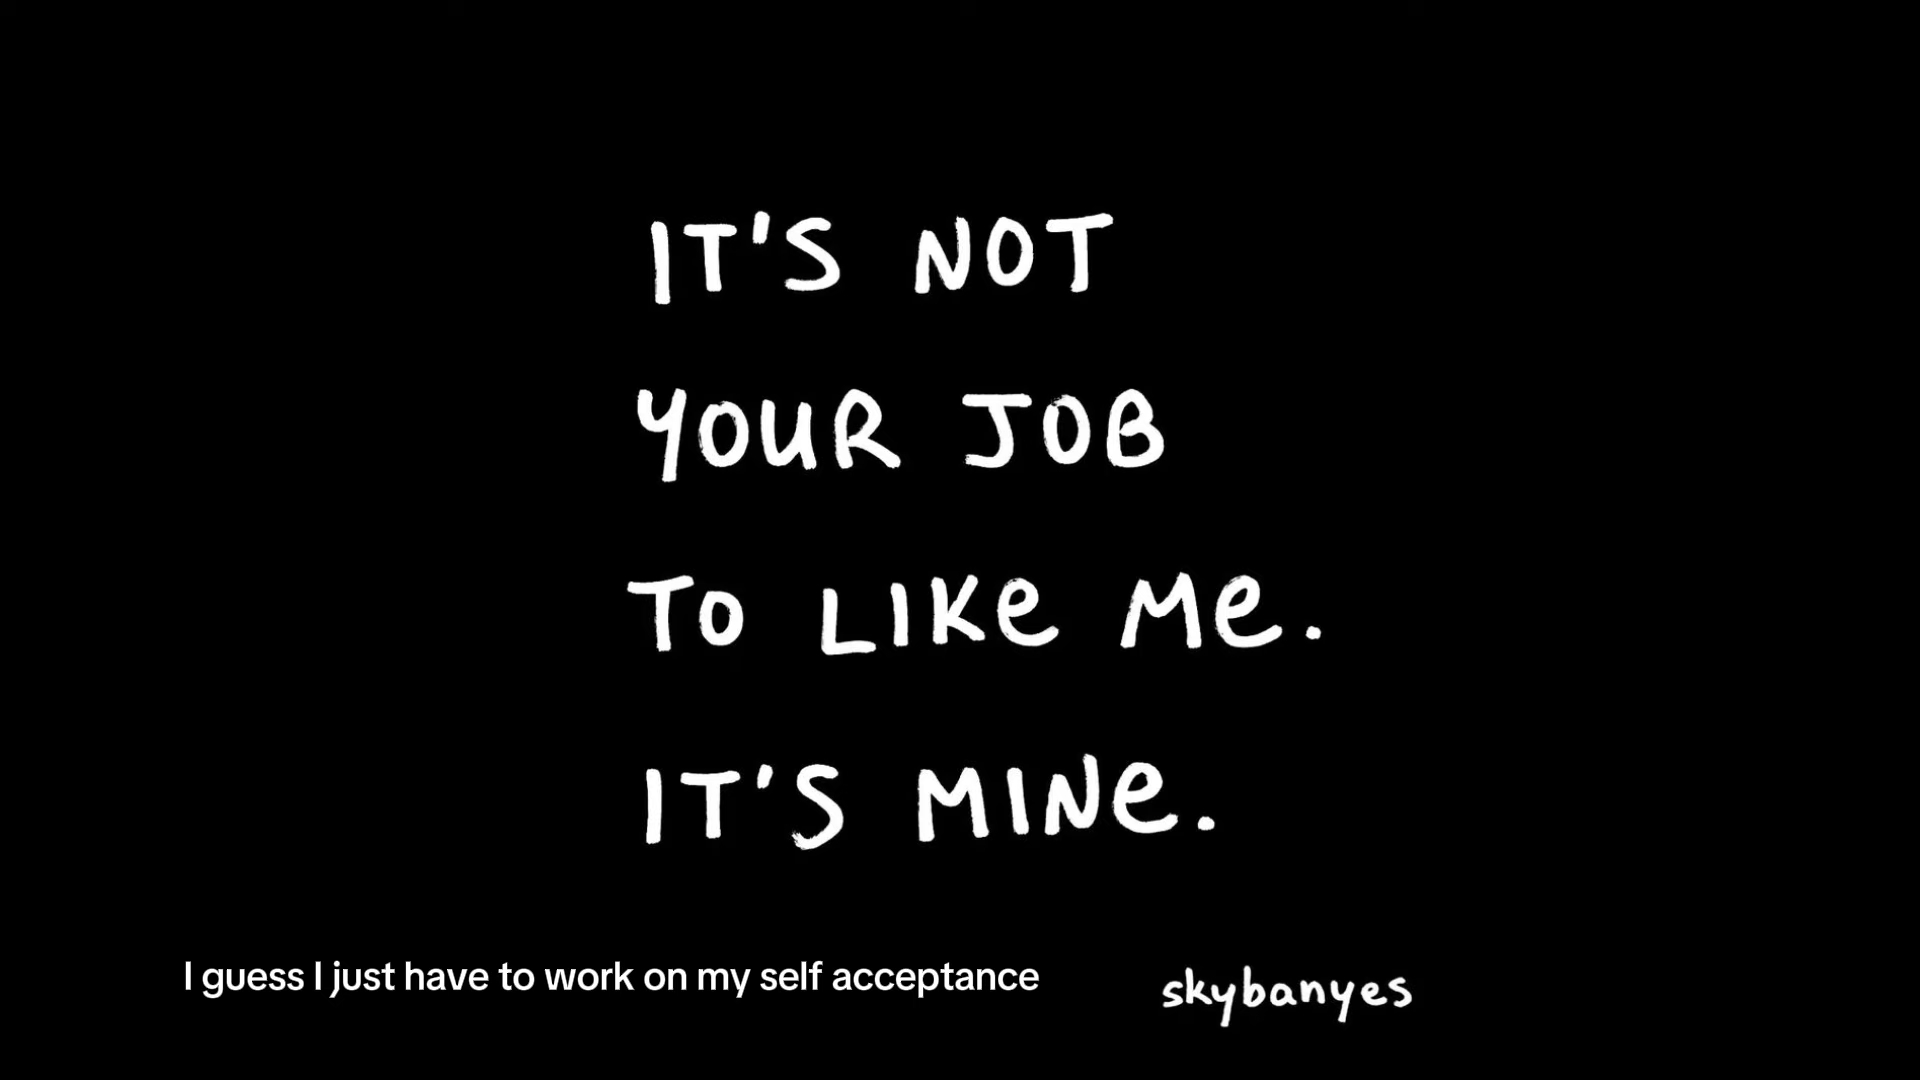 IT'S NOT
YOUR JOB
TO LIKE Me.
IT'S MINe.
I guess I just have to work on my self acceptance
skybanyes